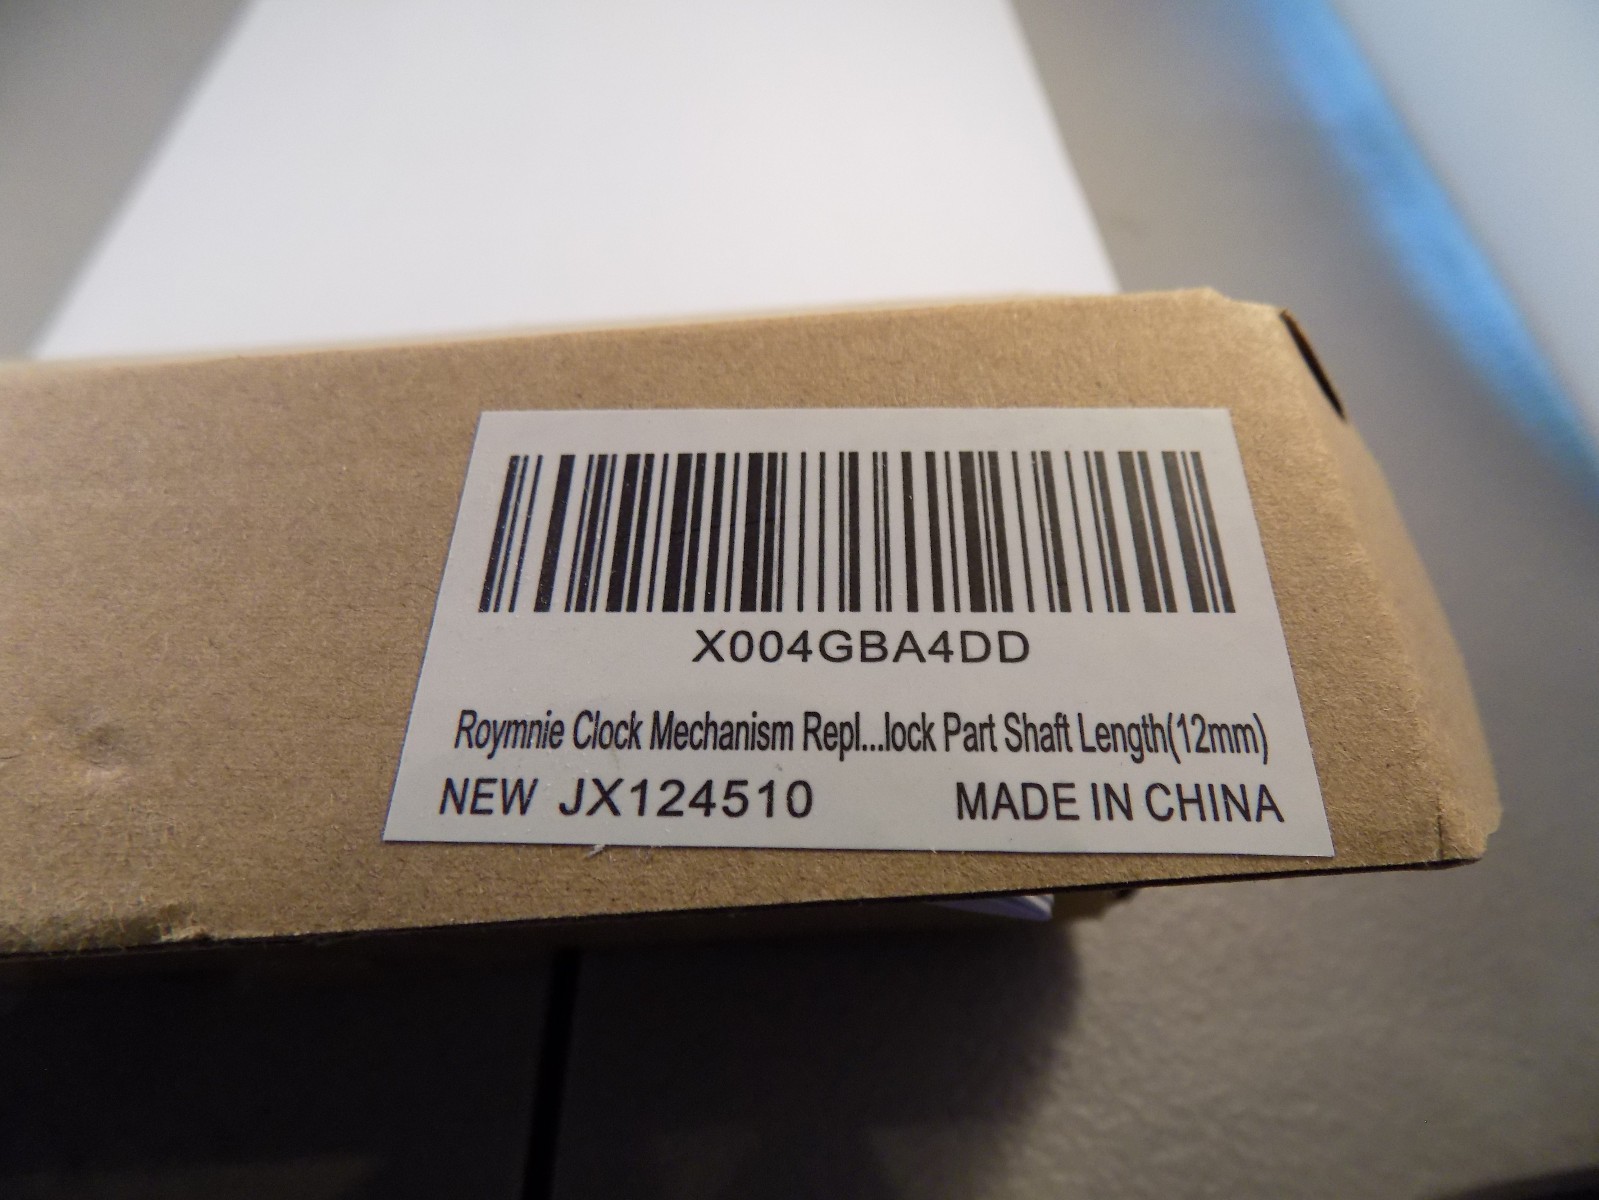 X004GBA4DD
Roymnie Clock Mechanism Repl...lock Part Shaft Length(12mm)
NEW JX124510 MADE IN CHINA